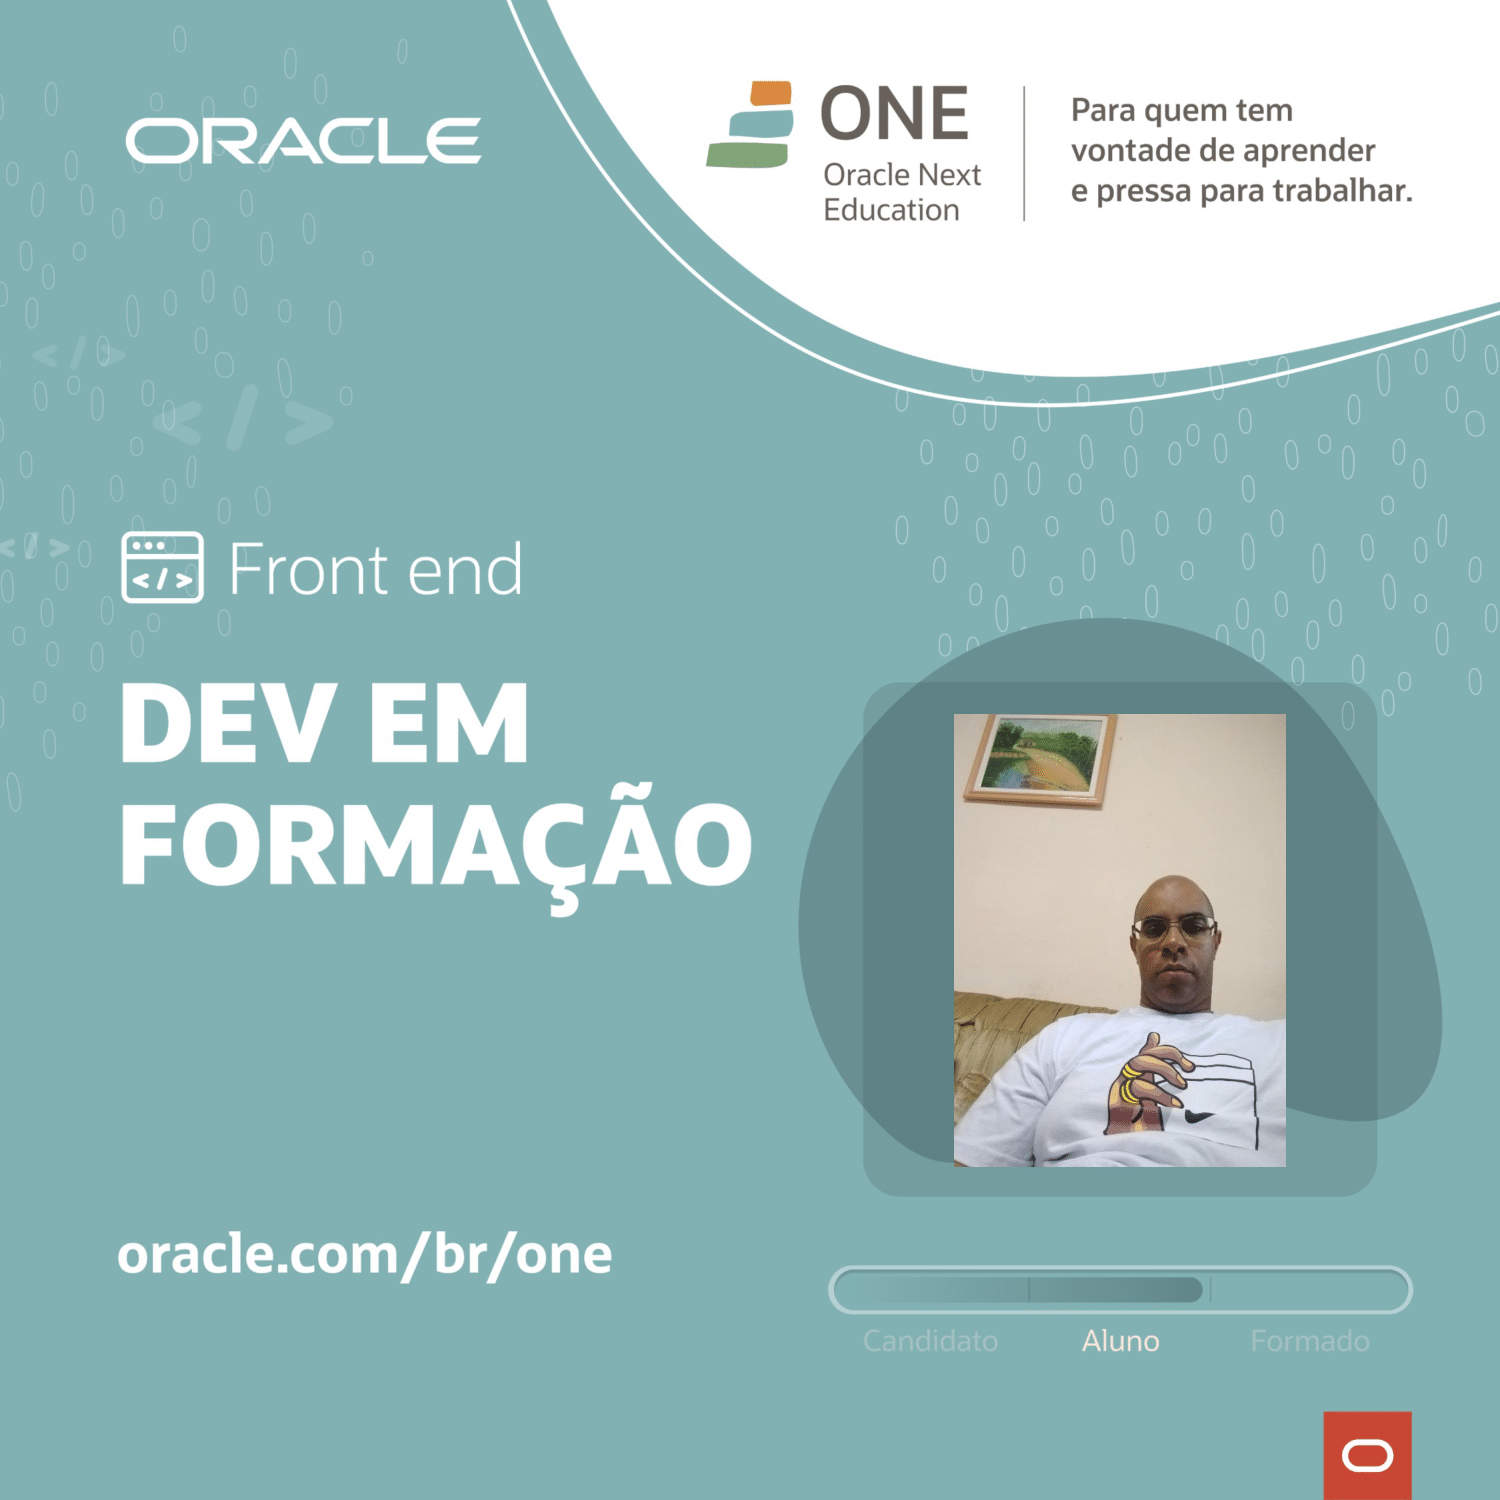 ORACLE
ONE
Oracle Next
Education
Para quem tem
vontade de aprender
e pressa para trabalhar.
</>
</>
</>
</>
Front end
DEV EM
FORMAÇÃO
oracle.com/br/one
Candidato
Aluno
Formado